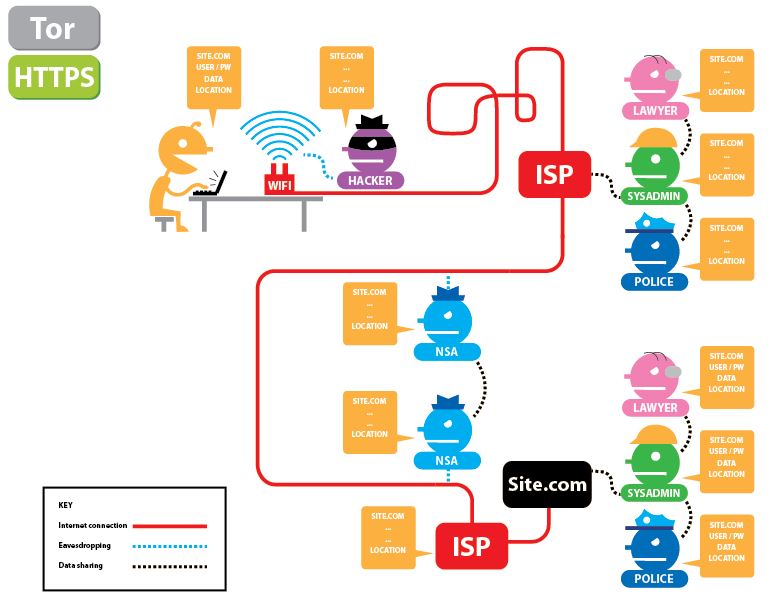 Tor
HTTPS
SITE.COM
USER / PW
DATA
LOCATION
SITE.COM
...
...
LOCATION
WIFI
HACKER
ISP
SITE.COM
...
...
LOCATION
LAWYER
SITE.COM
...
...
LOCATION
SYSADMIN
SITE.COM
...
...
LOCATION
POLICE
SITE.COM
...
...
LOCATION
NSA
SITE.COM
...
...
LOCATION
NSA
SITE.COM
USER / PW
DATA
LOCATION
LAWYER
SITE.COM
USER / PW
DATA
LOCATION
SYSADMIN
SITE.COM
USER / PW
DATA
LOCATION
POLICE
Site.com
SITE.COM
...
...
LOCATION
ISP
KEY
Internet connection
Eavesdropping
Data sharing